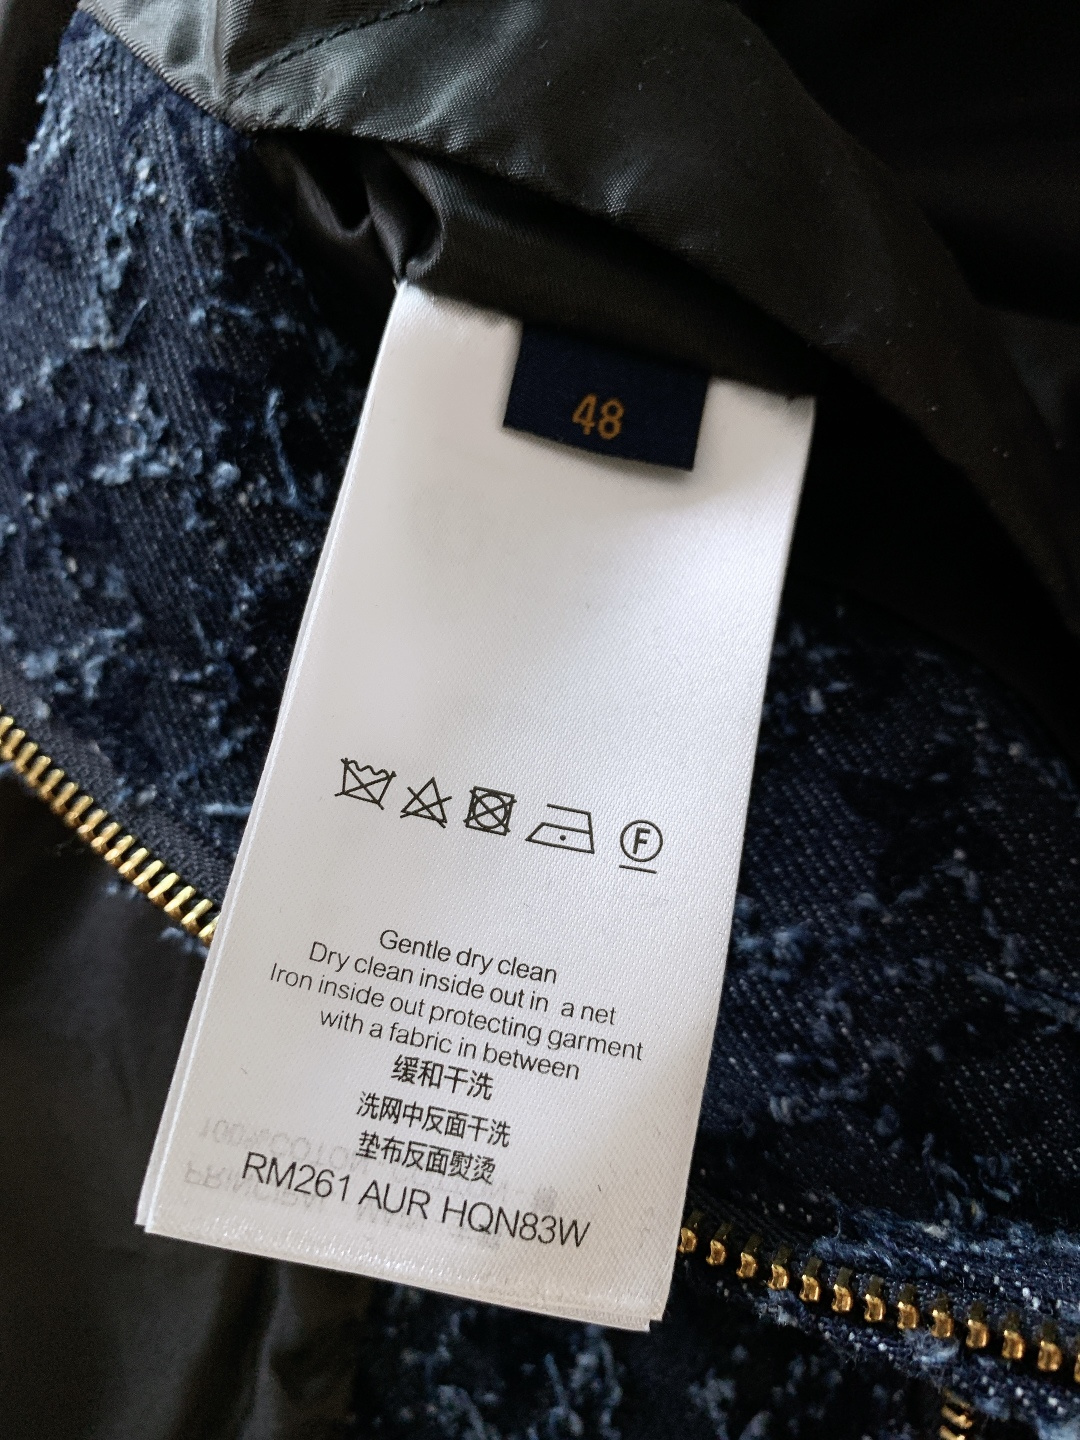 48
F
Gentle dry clean
Dry clean inside out in a net
Iron inside out protecting garment
with a fabric in between
缓和干洗
洗网中反面干洗
垫布反面熨烫
RM261 AUR HQN83W